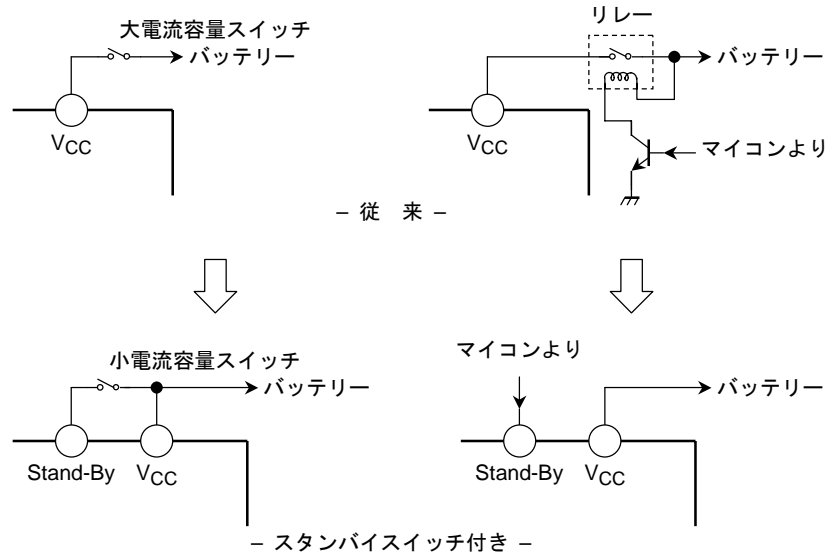 大電流容量スイッチ
バッテリー
VCC
リレー
バッテリー
VCC
マイコンより
– 従 来 –
小電流容量スイッチ
バッテリー
Stand-By
VCC
マイコンより
バッテリー
Stand-By
VCC
– スタンバイスイッチ付き –